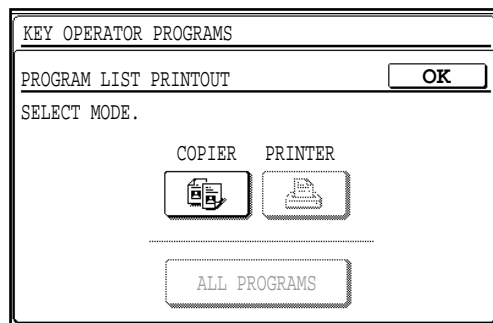 KEY OPERATOR PROGRAMS
PROGRAM LIST PRINTOUT OK
SELECT MODE.
COPIER PRINTER
ALL PROGRAMS